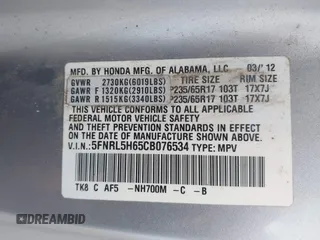 MFD. BY HONDA MFG. OF ALABAMA, LLC 03/12
GVWR 2730KG(6019LBS) TIRE SIZE RIM SIZE
GAWR F 1320KG(2910LBS) P235/65R17 103T 17X7J
GAWR R 1515KG(3340LBS) P235/65R17 103T 17X7J
THIS VEHICLE CONFORMS TO ALL APPLICABLE
FEDERAL MOTOR VEHICLE SAFETY STANDARDS
IN EFFECT ON THE DATE OF MANUFACTURE SHOWN ABOVE.
V.I.N.: 5FNRL5H65CB076534 TYPE: MPV
TK8 C AF5 -NH700M -C -B
DREAMBID
DREAMBID.COM